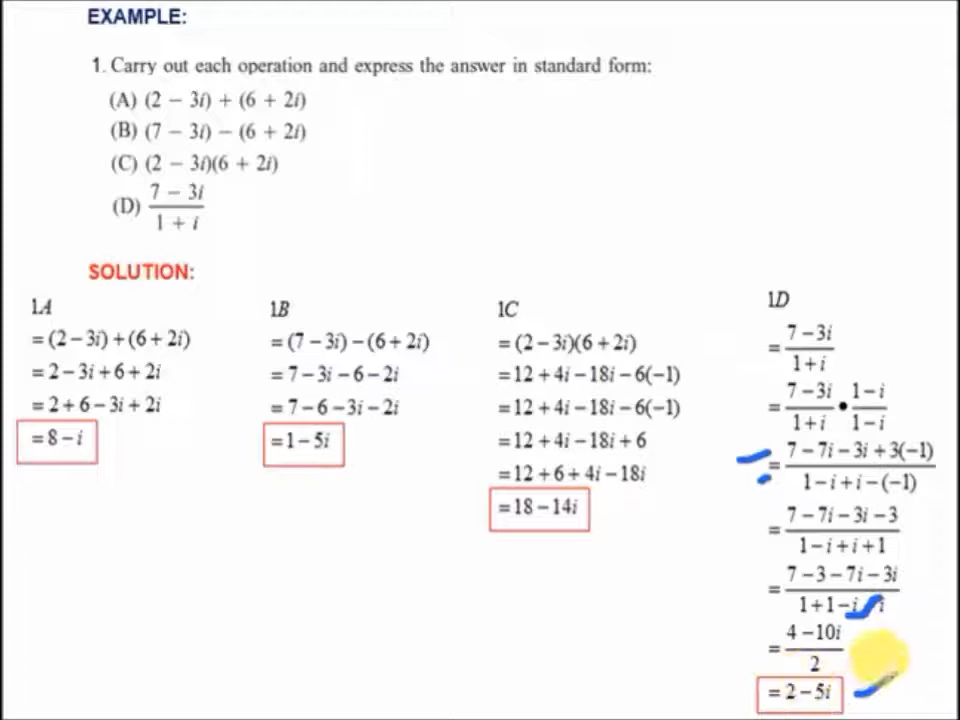 EXAMPLE:
1. Carry out each operation and express the answer in standard form:
(A) (2 − 3i) + (6 + 2i)
(B) (7 − 3i) − (6 + 2i)
(C) (2 − 3i)(6 + 2i)
(D) (7 − 3i)/(1 + i)
SOLUTION:
1A
= (2 − 3i) + (6 + 2i)
= 2 − 3i + 6 + 2i
= 2 + 6 − 3i + 2i
= 8 − i
1B
= (7 − 3i) − (6 + 2i)
= 7 − 3i − 6 − 2i
= 7 − 6 − 3i − 2i
= 1 − 5i
1C
= (2 − 3i)(6 + 2i)
= 12 + 4i − 18i − 6(−1)
= 12 + 4i − 18i − 6(−1)
= 12 + 4i − 18i + 6
= 12 + 6 + 4i − 18i
= 18 − 14i
1D
= (7 − 3i)/(1 + i)
= (7 − 3i)/(1 + i) • (1 − i)/(1 − i)
= (7 − 7i − 3i + 3(−1))/(1 − i + i − (−1))
= (7 − 7i − 3i − 3)/(1 − i + i + 1)
= (7 − 3 − 7i − 3i)/(1 + 1 − i i)
= (4 − 10i)/2
= 2 − 5i